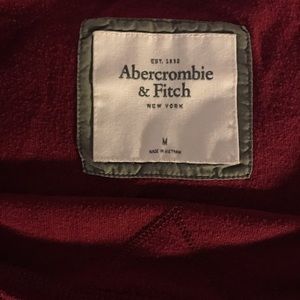 EST. 1892
Abercrombie
& Fitch
NEW YORK
M
MADE IN VIETNAM